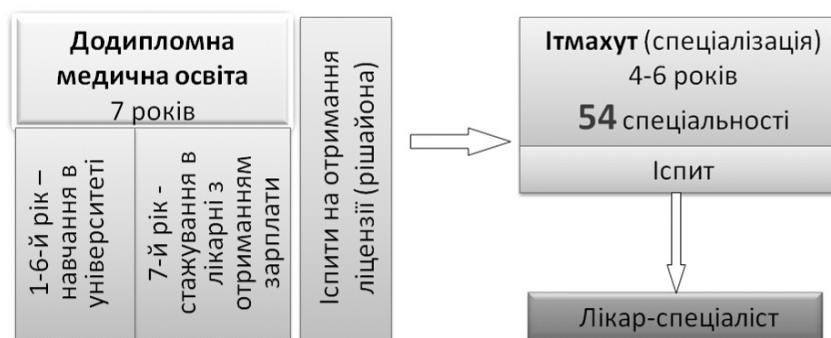 Додипломна
медична освіта
7 років
1-6-й рік –
навчання в
університеті
7-й рік -
стажування в
лікарні з
отриманням
зарплати
Іспити на отримання
ліцензії (рішайона)
Ітмахут (спеціалізація)
4-6 років
54 спеціальності
Іспит
Лікар-спеціаліст